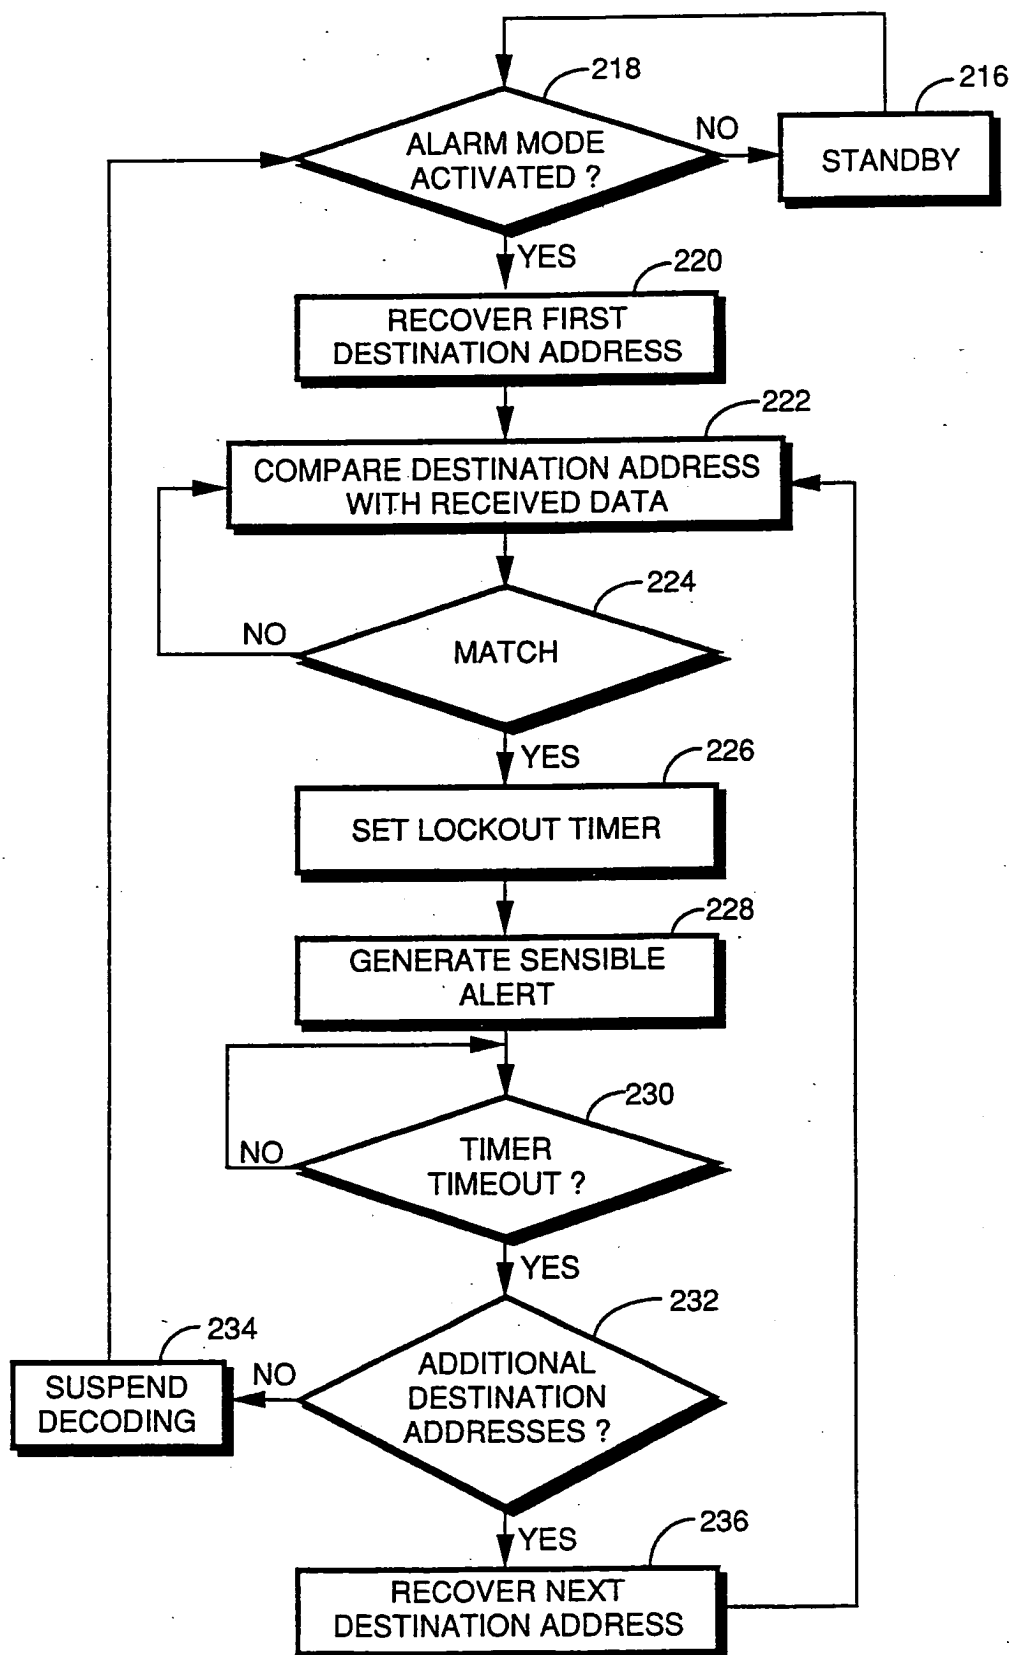 218
216
ALARM MODE
ACTIVATED ?
NO
STANDBY
YES
220
RECOVER FIRST
DESTINATION ADDRESS
222
COMPARE DESTINATION ADDRESS
WITH RECEIVED DATA
224
NO
MATCH
YES
226
SET LOCKOUT TIMER
228
GENERATE SENSIBLE
ALERT
230
NO
TIMER
TIMEOUT ?
YES
232
234
NO
ADDITIONAL
DESTINATION
ADDRESSES ?
SUSPEND
DECODING
YES
236
RECOVER NEXT
DESTINATION ADDRESS